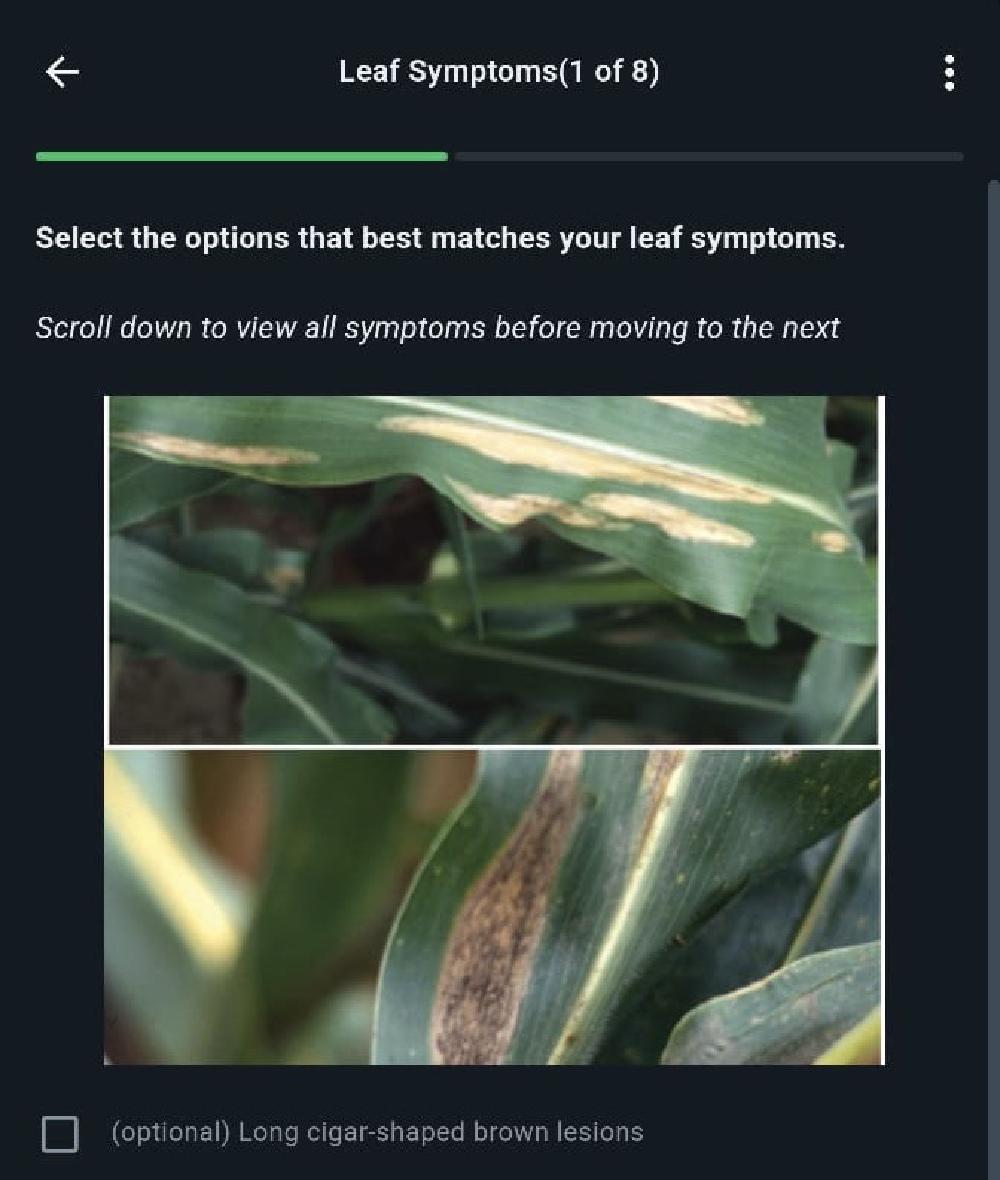 Leaf Symptoms(1 of 8)
Select the options that best matches your leaf symptoms.
Scroll down to view all symptoms before moving to the next
(optional) Long cigar-shaped brown lesions